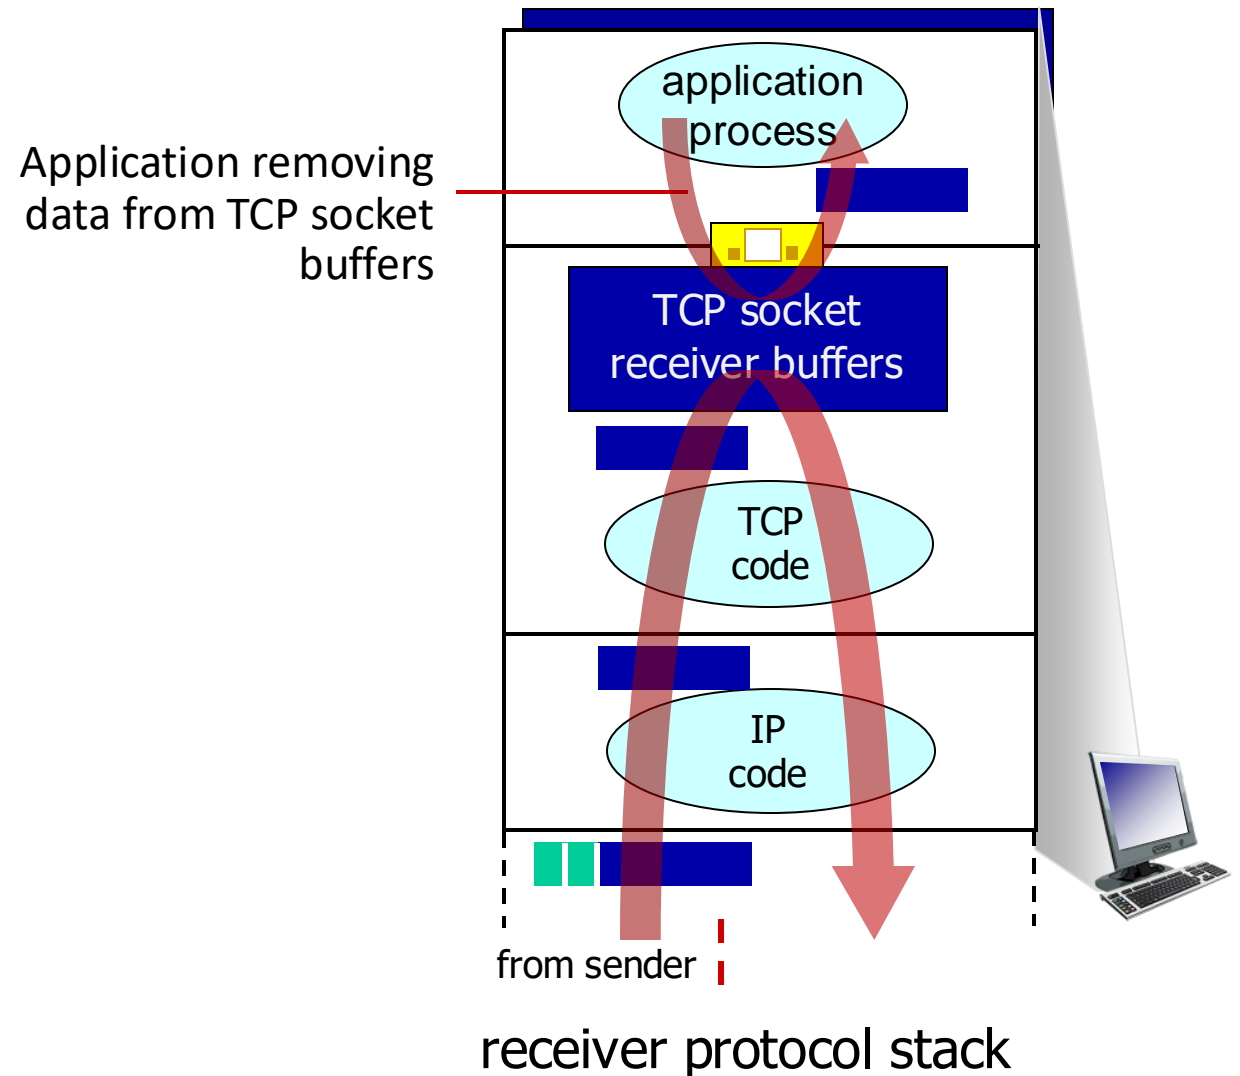 application
process
Application removing
data from TCP socket
buffers
TCP socket
receiver buffers
TCP
code
IP
code
from sender
receiver protocol stack